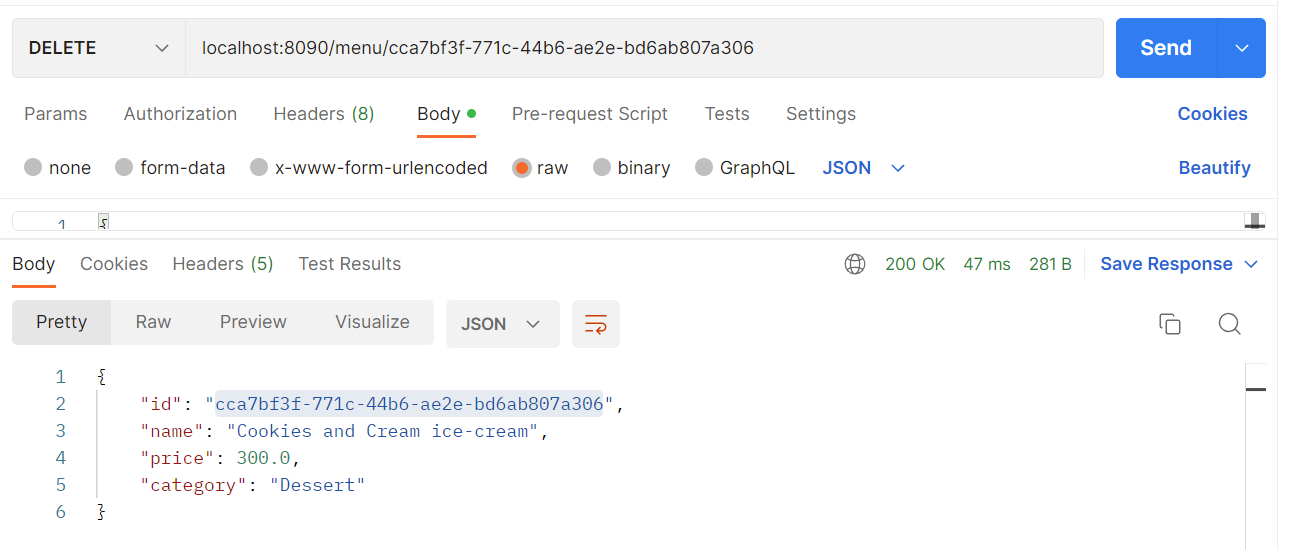 DELETE localhost:8090/menu/cca7bf3f-771c-44b6-ae2e-bd6ab807a306 Send
Params Authorization Headers (8) Body Pre-request Script Tests Settings Cookies
none form-data x-www-form-urlencoded raw binary GraphQL JSON Beautify
1 {
Body Cookies Headers (5) Test Results 200 OK 47 ms 281 B Save Response
Pretty Raw Preview Visualize JSON
1 {
2 "id": "cca7bf3f-771c-44b6-ae2e-bd6ab807a306",
3 "name": "Cookies and Cream ice-cream",
4 "price": 300.0,
5 "category": "Dessert"
6 }